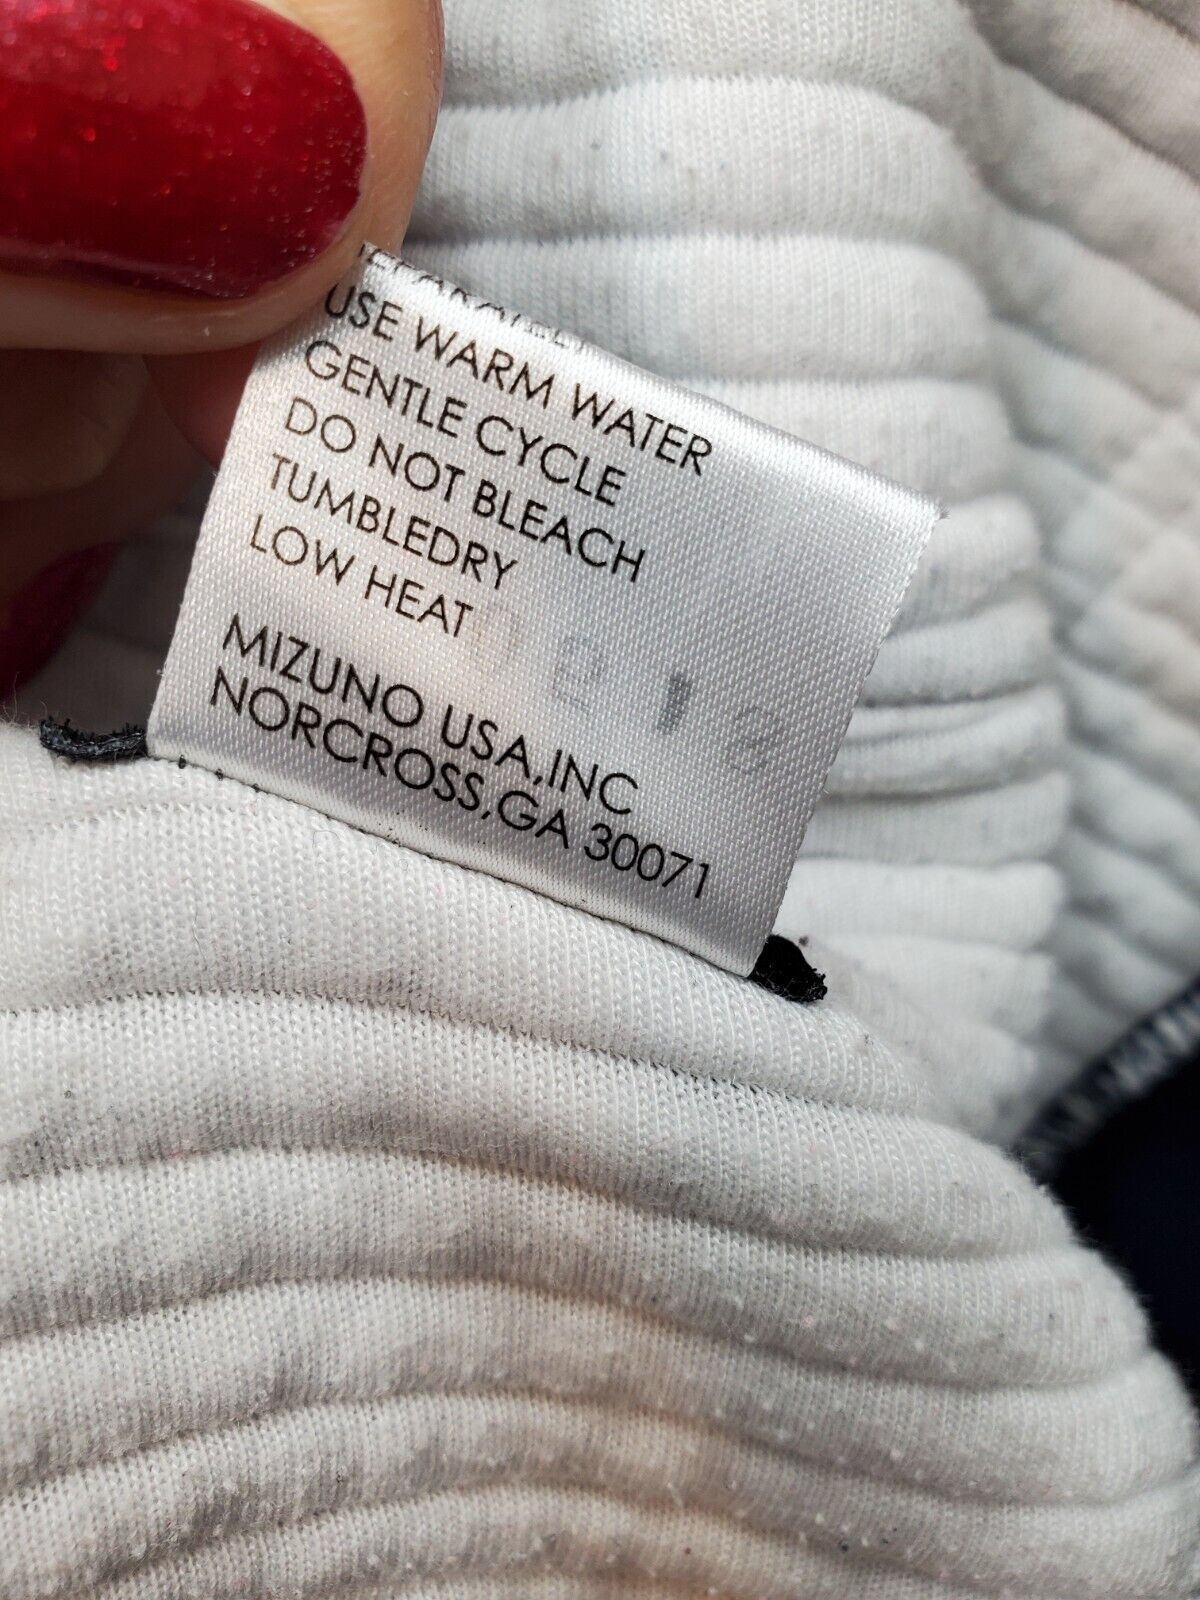 USE WARM WATER
GENTLE CYCLE
DO NOT BLEACH
TUMBLEDRY
LOW HEAT
MIZUNO USA,INC
NORCROSS,GA 30071